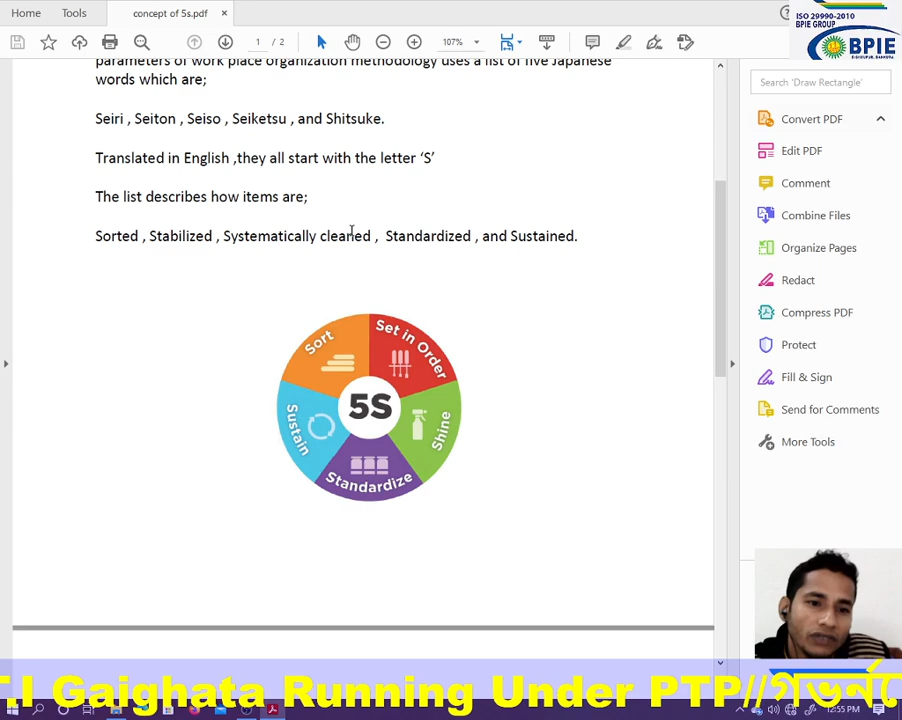 Home
Tools
concept of 5s.pdf
×
ISO 29990-2010
BPIE GROUP
BPIE
1 / 2
107%
parameters of work place organization methodology uses a list of five Japanese
words which are;
Seiri , Seiton , Seiso , Seiketsu , and Shitsuke.
Translated in English ,they all start with the letter ‘S’
The list describes how items are;
Sorted , Stabilized , Systematically cleaned , Standardized , and Sustained.
Sort
Set in Order
Shine
Standardize
Sustain
5S
Search 'Draw Rectangle'
Convert PDF
Edit PDF
Comment
Combine Files
Organize Pages
Redact
Compress PDF
Protect
Fill & Sign
Send for Comments
More Tools
T.I Gaighata Running Under PTP//গভর্নমে
12:55 PM